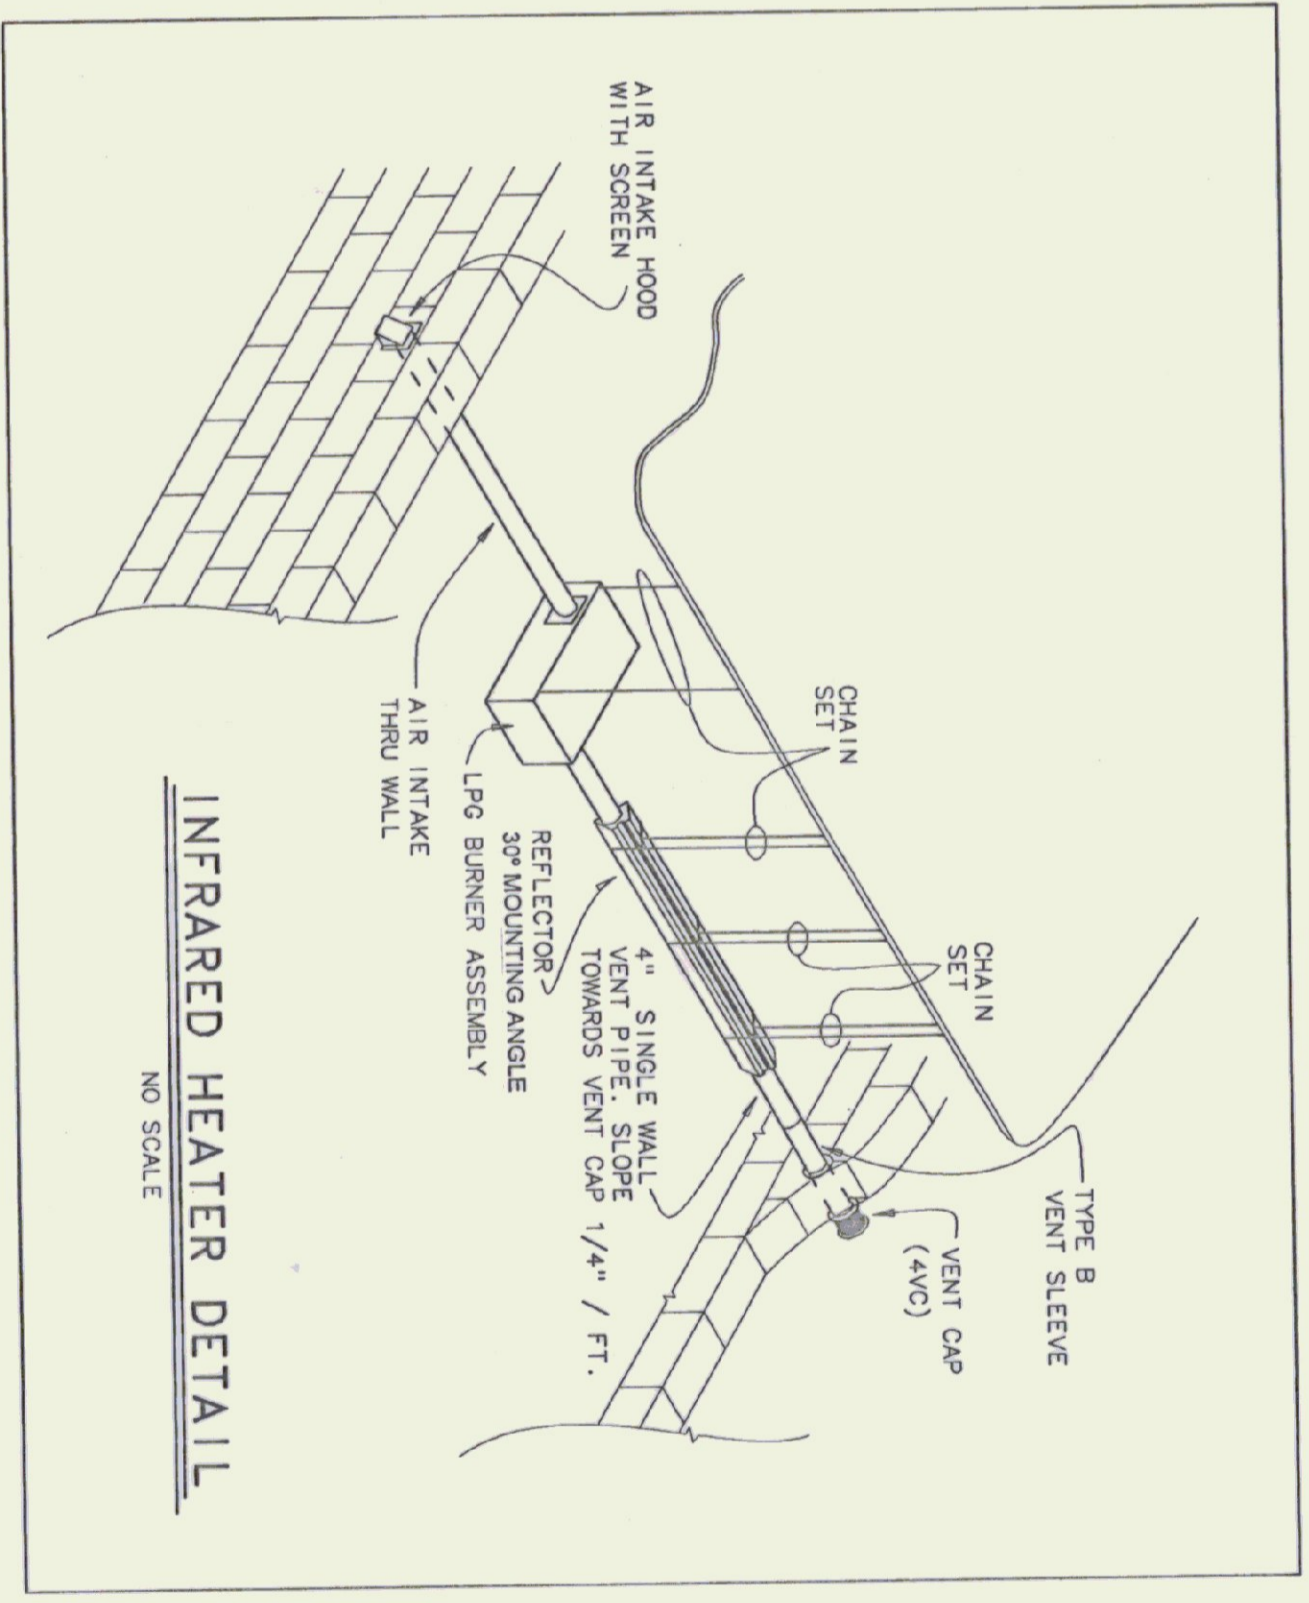 AIR INTAKE HOOD
WITH SCREEN
CHAIN
SET
CHAIN
SET
TYPE B
VENT SLEEVE
VENT CAP
(4VC)
4" SINGLE WALL
VENT PIPE. SLOPE
TOWARDS VENT CAP 1/4" / FT.
REFLECTOR
30° MOUNTING ANGLE
LPG BURNER ASSEMBLY
AIR INTAKE
THRU WALL
INFRARED HEATER DETAIL
NO SCALE